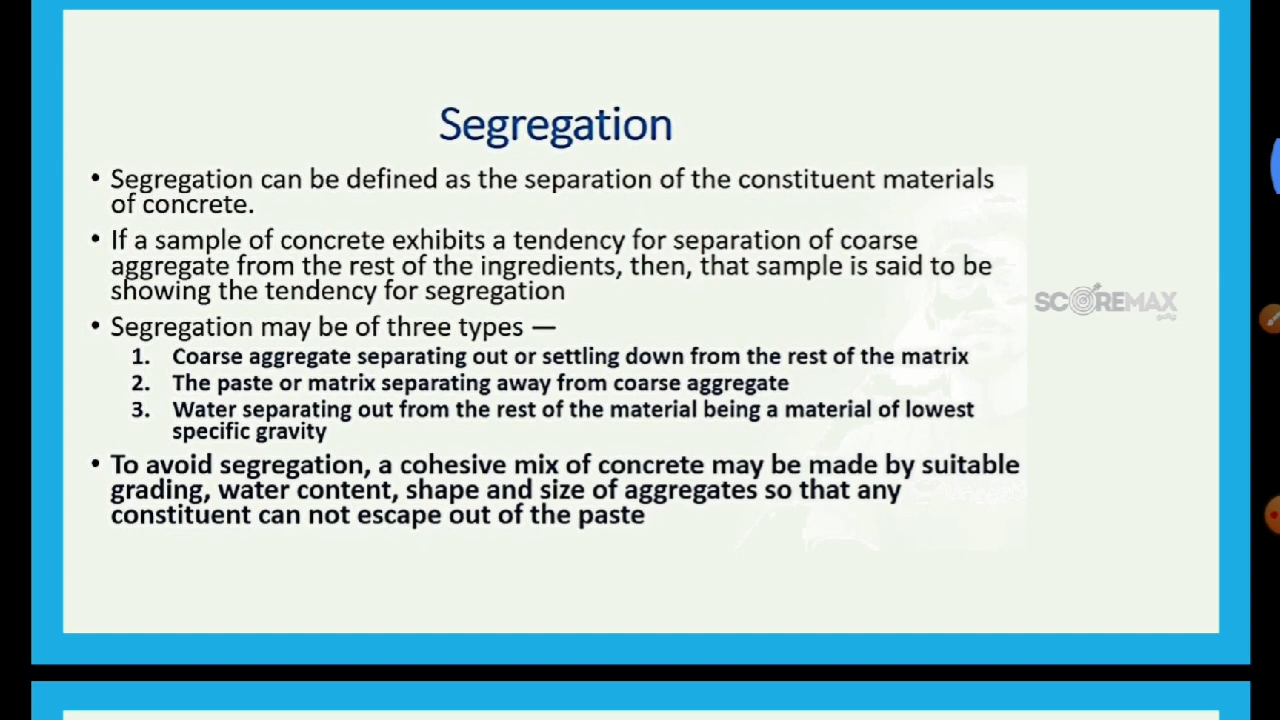 Segregation
• Segregation can be defined as the separation of the constituent materials
of concrete.
• If a sample of concrete exhibits a tendency for separation of coarse
aggregate from the rest of the ingredients, then, that sample is said to be
showing the tendency for segregation
SCOREMAX
• Segregation may be of three types —
1. Coarse aggregate separating out or settling down from the rest of the matrix
2. The paste or matrix separating away from coarse aggregate
3. Water separating out from the rest of the material being a material of lowest
specific gravity
• To avoid segregation, a cohesive mix of concrete may be made by suitable
grading, water content, shape and size of aggregates so that any
constituent can not escape out of the paste